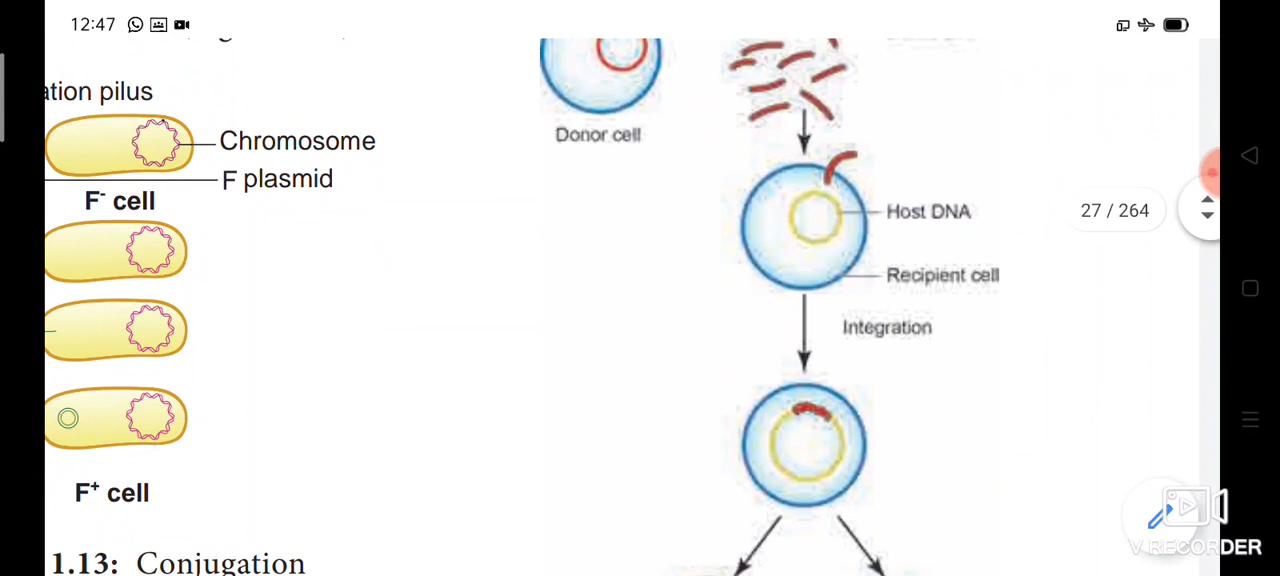 12:47
ation pilus
Chromosome
F plasmid
F⁻ cell
F⁺ cell
1.13: Conjugation
Donor cell
Host DNA
Recipient cell
Integration
27 / 264
V RECORDER